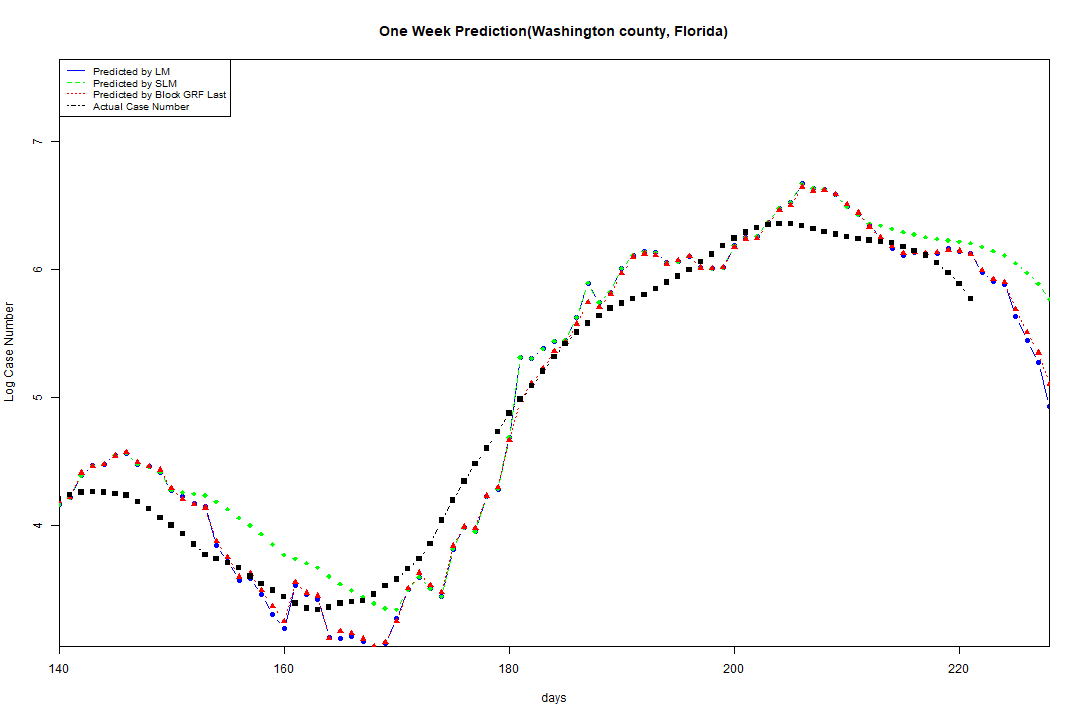 One Week Prediction(Washington county, Florida)
Predicted by LM
Predicted by SLM
Predicted by Block GRF Last
Actual Case Number
7
6
5
4
Log Case Number
140 160 180 200 220
days